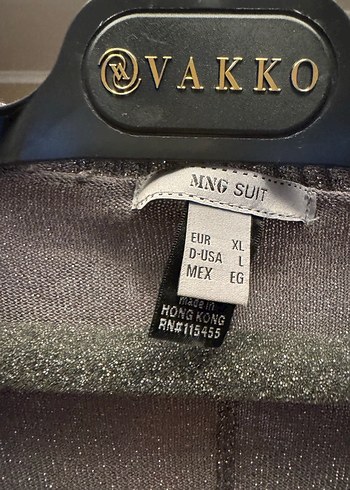 VAKKO
MNG SUIT
EUR XL
D-USA L
MEX EG
made in
HONG KONG
RN#115455